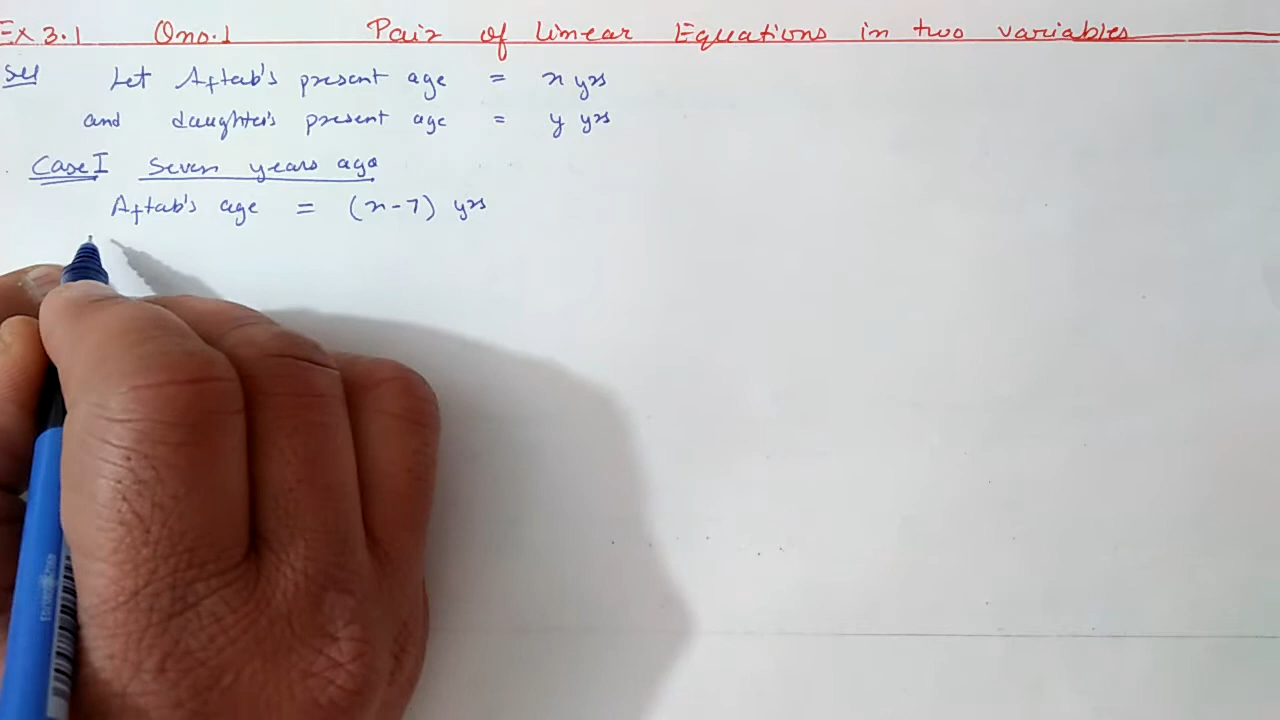 Ex 3.1 Qno.1 Pair of Linear Equations in two variables
Sol Let Aftab's present age = x yrs
and daughter's present age = y yrs
Case I Seven years ago
Aftab's age = (x-7) yrs